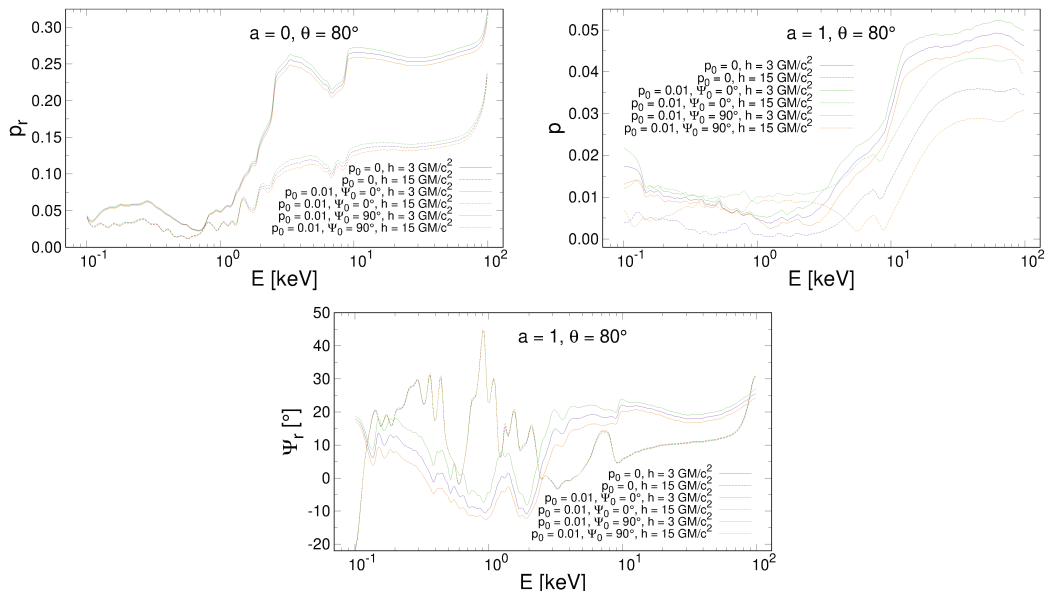 0.30
0.25
0.20
0.15
0.10
0.05
0.00
p_r
a = 0, θ = 80°
p_0 = 0, h = 3 GM/c^2
p_0 = 0, h = 15 GM/c^2
p_0 = 0.01, Ψ_0 = 0°, h = 3 GM/c^2
p_0 = 0.01, Ψ_0 = 0°, h = 15 GM/c^2
p_0 = 0.01, Ψ_0 = 90°, h = 3 GM/c^2
p_0 = 0.01, Ψ_0 = 90°, h = 15 GM/c^2
10^-1 10^0 10^1 10^2
E [keV]
0.05
0.04
0.03
0.02
0.01
0.00
p
a = 1, θ = 80°
p_0 = 0, h = 3 GM/c^2
p_0 = 0, h = 15 GM/c^2
p_0 = 0.01, Ψ_0 = 0°, h = 3 GM/c^2
p_0 = 0.01, Ψ_0 = 0°, h = 15 GM/c^2
p_0 = 0.01, Ψ_0 = 90°, h = 3 GM/c^2
p_0 = 0.01, Ψ_0 = 90°, h = 15 GM/c^2
10^-1 10^0 10^1 10^2
E [keV]
50
40
30
20
10
0
-10
-20
Ψ_r [°]
a = 1, θ = 80°
p_0 = 0, h = 3 GM/c^2
p_0 = 0, h = 15 GM/c^2
p_0 = 0.01, Ψ_0 = 0°, h = 3 GM/c^2
p_0 = 0.01, Ψ_0 = 0°, h = 15 GM/c^2
p_0 = 0.01, Ψ_0 = 90°, h = 3 GM/c^2
p_0 = 0.01, Ψ_0 = 90°, h = 15 GM/c^2
10^-1 10^0 10^1 10^2
E [keV]